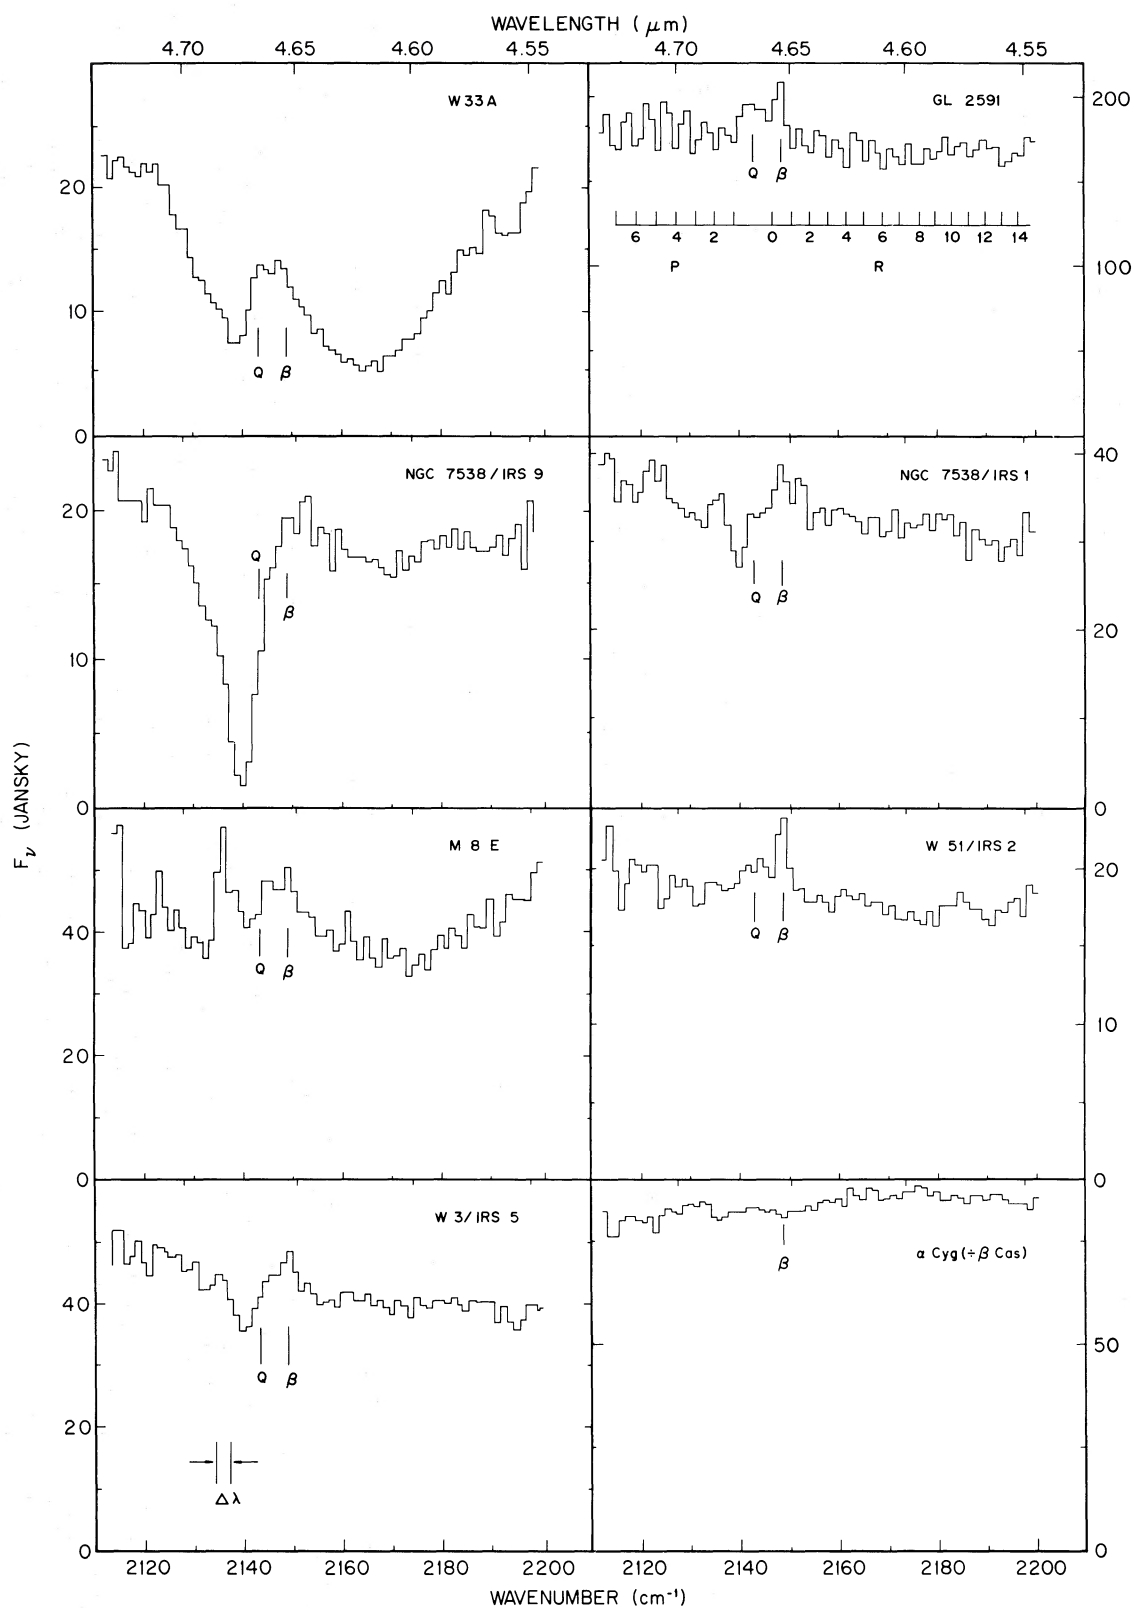 WAVELENGTH ( μm)
4.70 4.65 4.60 4.55 4.70 4.65 4.60 4.55
W33A
20
10
0
Q β
GL 2591
200
100
Q β
6 4 2 0 2 4 6 8 10 12 14
P R
NGC 7538/IRS 9
20
10
0
Q
β
NGC 7538/IRS 1
40
20
0
Q β
M 8 E
40
20
0
Q β
W 51/IRS 2
20
10
0
Q β
W 3/IRS 5
40
20
0
Q β
Δλ
α Cyg(÷β Cas)
50
0
β
Fν (JANSKY)
2120 2140 2160 2180 2200 2120 2140 2160 2180 2200
WAVENUMBER (cm⁻¹)